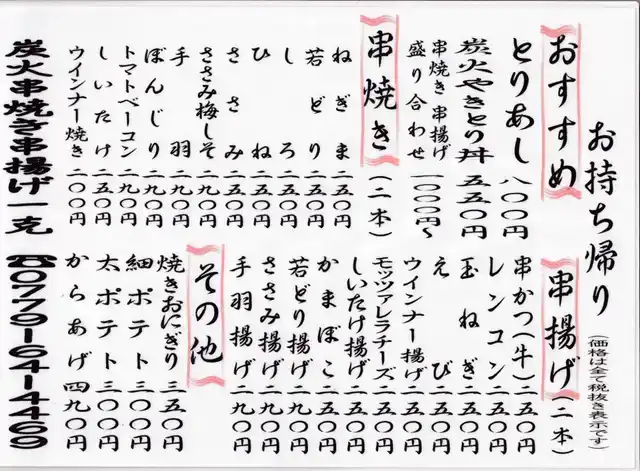 お持ち帰り
(価格は全て税抜き表示です)
おすすめ
とりあし 八〇〇円
炭火やきとり丼 五五〇円
串焼き 串揚げ
盛り合わせ 一〇〇〇円〜
串焼き(二本)
ねぎま 二五〇円
若どり 二五〇円
しろ 二五〇円
ひね 二五〇円
ささみ 二五〇円
ささみ梅しそ 二九〇円
手羽 二九〇円
ぼんじり 二九〇円
トマトベーコン 二九〇円
しいたけ 二五〇円
ウインナー焼き 二〇〇円
串揚げ(二本)
串かつ(牛) 二五〇円
レンコン 二五〇円
玉ねぎ 二五〇円
えび 二五〇円
ウインナー揚げ 二五〇円
モッツァレラチーズ 二五〇円
しいたけ揚げ 二五〇円
かまぼこ 二五〇円
若どり揚げ 二九〇円
ささみ揚げ 二九〇円
手羽揚げ 二九〇円
その他
焼きおにぎり 三五〇円
細ポテト 三〇〇円
太ポテト 三〇〇円
からあげ 四九〇円
炭火串焼き串揚げ一克 ☎0779-64-4469